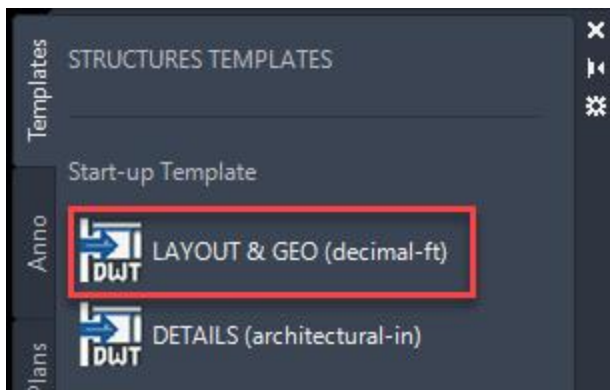 Templates
STRUCTURES TEMPLATES
Start-up Template
Anno
DWT
LAYOUT & GEO (decimal-ft)
DWT
DETAILS (architectural-in)
Plans